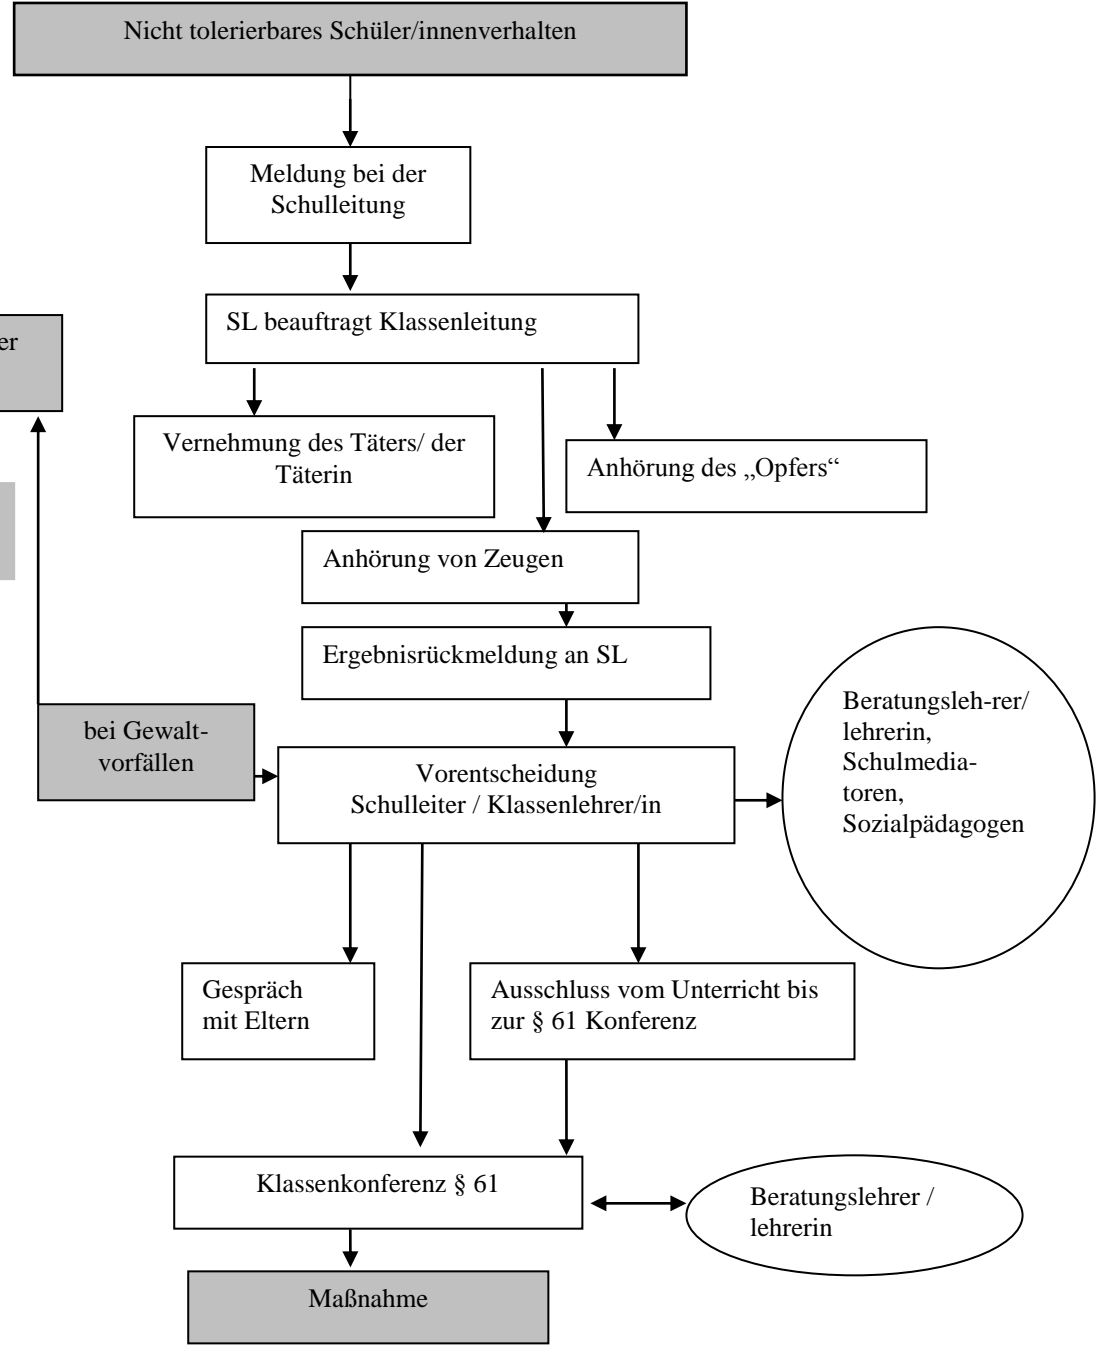 Nicht tolerierbares Schüler/innenverhalten
Meldung bei der
Schulleitung
SL beauftragt Klassenleitung
er
Vernehmung des Täters/ der
Täterin
Anhörung des „Opfers“
Anhörung von Zeugen
Ergebnisrückmeldung an SL
Beratungsleh-rer/
lehrerin,
Schulmedia-
toren,
Sozialpädagogen
bei Gewalt-
vorfällen
Vorentscheidung
Schulleiter / Klassenlehrer/in
Gespräch
mit Eltern
Ausschluss vom Unterricht bis
zur § 61 Konferenz
Klassenkonferenz § 61
Beratungslehrer /
lehrerin
Maßnahme